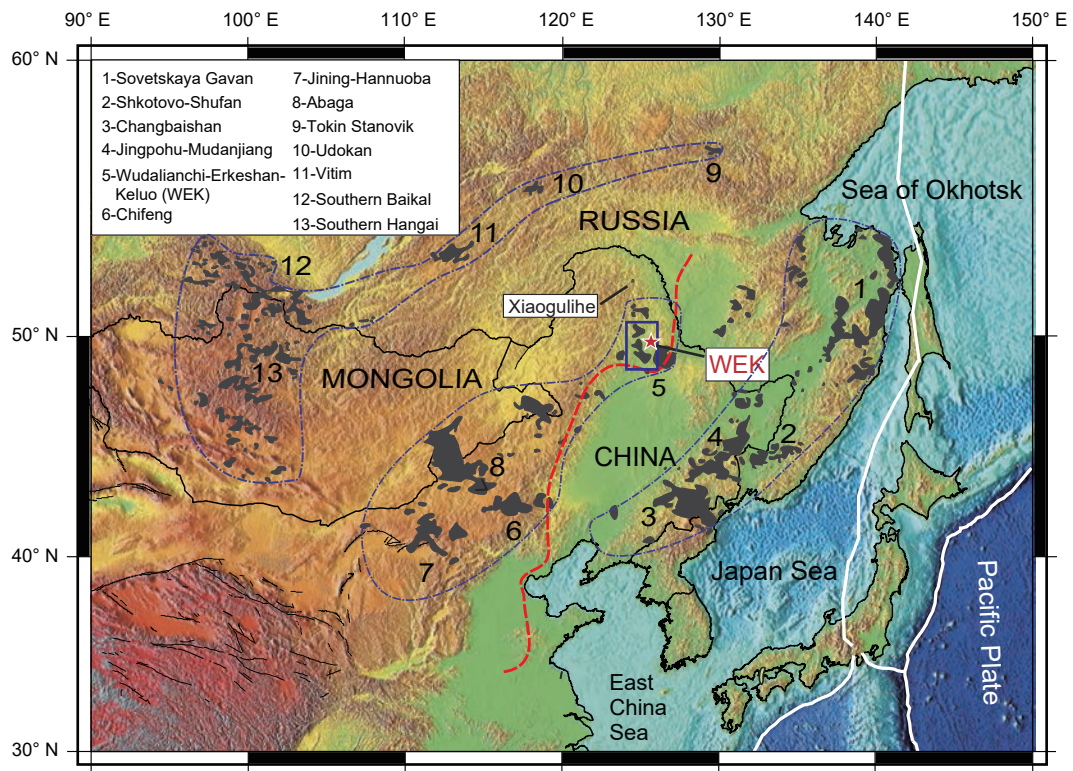 90° E 100° E 110° E 120° E 130° E 140° E 150° E
60° N
50° N
40° N
30° N
1-Sovetskaya Gavan
2-Shkotovo-Shufan
3-Changbaishan
4-Jingpohu-Mudanjiang
5-Wudalianchi-Erkeshan-
Keluo (WEK)
6-Chifeng
7-Jining-Hannuoba
8-Abaga
9-Tokin Stanovik
10-Udokan
11-Vitim
12-Southern Baikal
13-Southern Hangai
9
10
Sea of Okhotsk
RUSSIA
11
12
1
Xiaogulihe
WEK
13
MONGOLIA
5
4
2
CHINA
8
6
3
7
Japan Sea
Pacific Plate
East
China
Sea